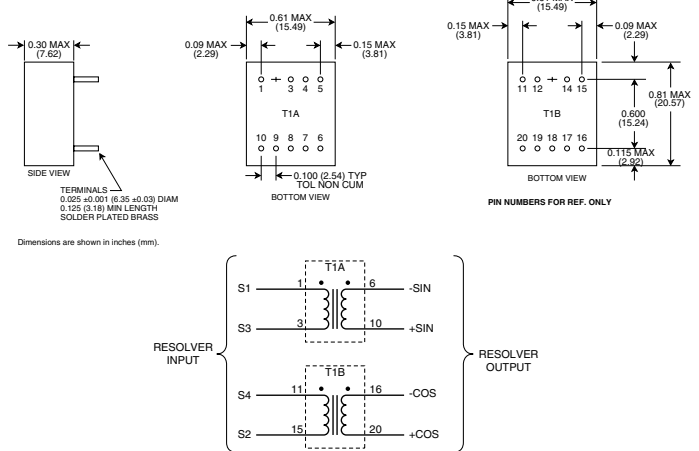 0.30 MAX
(7.62)
SIDE VIEW
TERMINALS
0.025 ±0.001 (6.35 ±0.03) DIAM
0.125 (3.18) MIN LENGTH
SOLDER PLATED BRASS
Dimensions are shown in inches (mm).
0.61 MAX
(15.49)
0.09 MAX
(2.29)
0.15 MAX
(3.81)
1 3 4 5
T1A
10 9 8 7 6
0.100 (2.54) TYP
TOL NON CUM
BOTTOM VIEW
(15.49)
0.15 MAX
(3.81)
0.09 MAX
(2.29)
11 12 14 15
T1B
20 19 18 17 16
0.600
(15.24)
0.81 MAX
(20.57)
0.115 MAX
(2.92)
BOTTOM VIEW
PIN NUMBERS FOR REF. ONLY
T1A
S1 1 6 -SIN
S3 3 10 +SIN
RESOLVER
INPUT
RESOLVER
OUTPUT
T1B
S4 11 16 -COS
S2 15 20 +COS